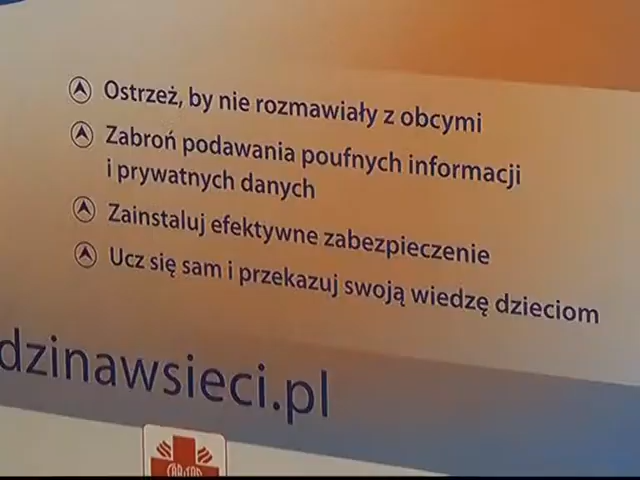 Ostrzeż, by nie rozmawiały z obcymi
Zabroń podawania poufnych informacji
i prywatnych danych
Zainstaluj efektywne zabezpieczenie
Ucz się sam i przekazuj swoją wiedzę dzieciom
dzinawsieci.pl
CARITAS